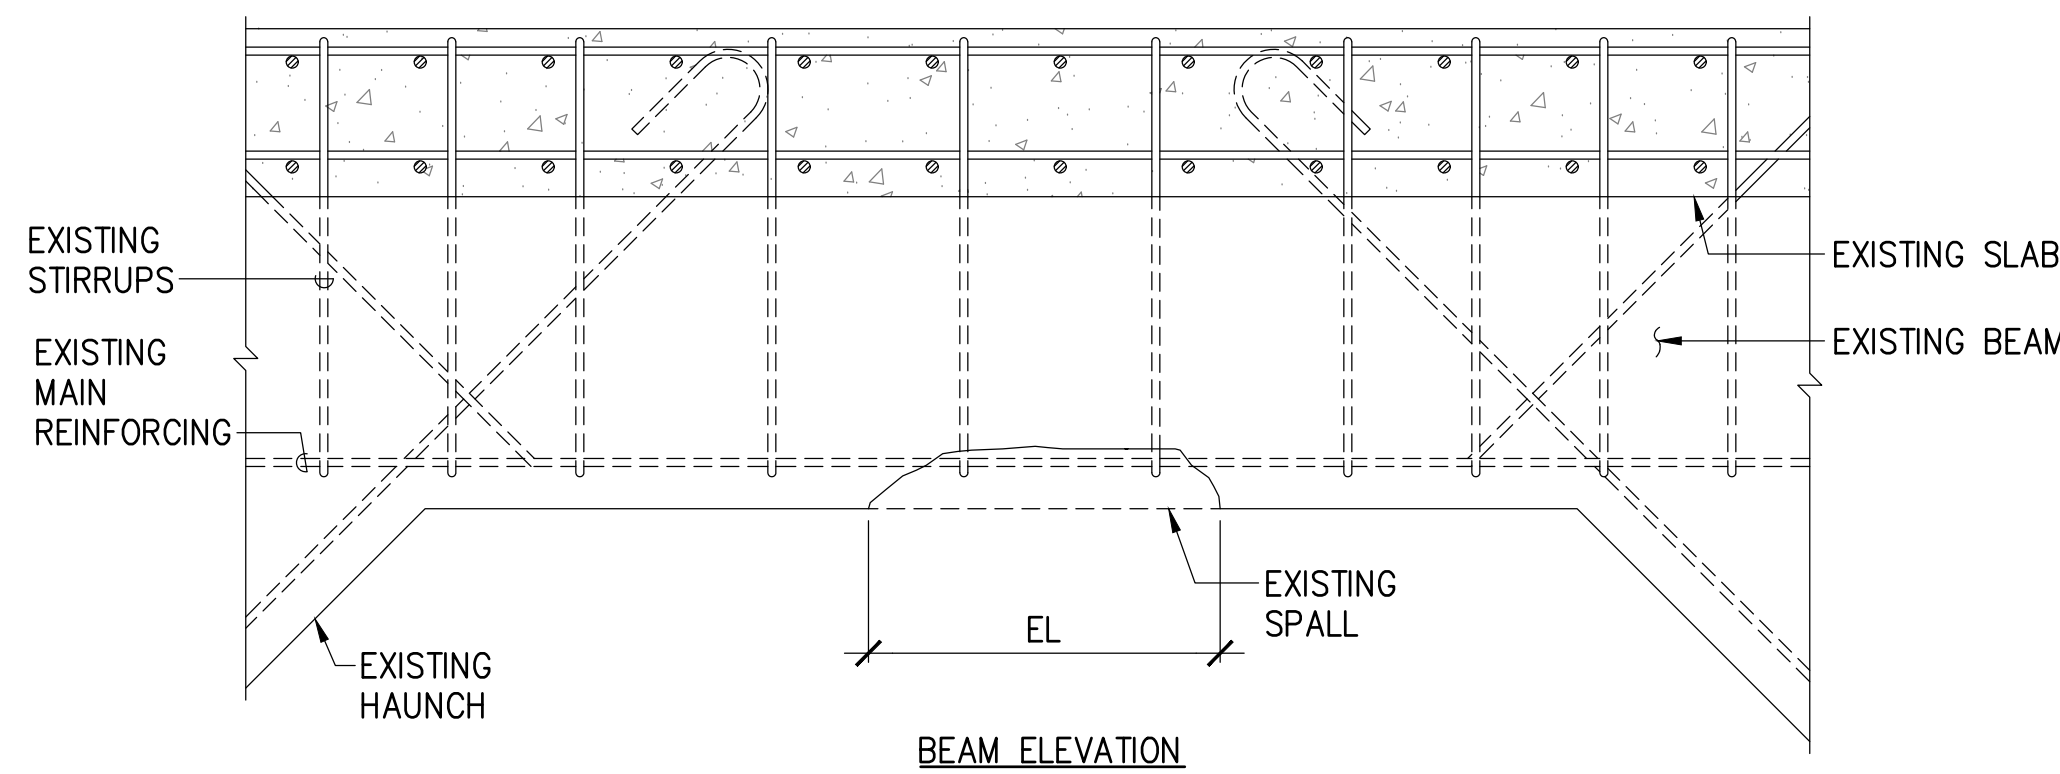 EXISTING
STIRRUPS
EXISTING
MAIN
REINFORCING
EXISTING SLAB
EXISTING BEAM
EXISTING
SPALL
EL
EXISTING
HAUNCH
BEAM ELEVATION